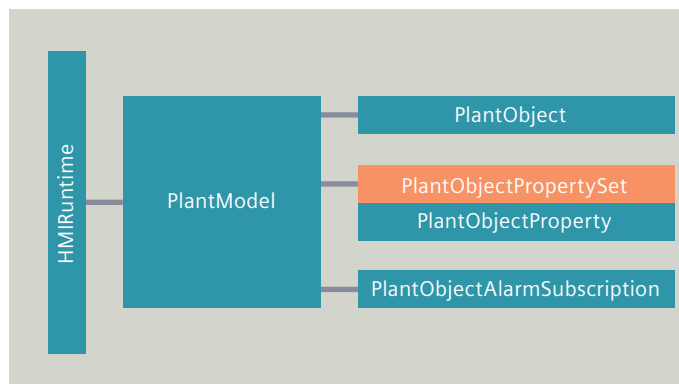 HMIRuntime
PlantModel
PlantObject
PlantObjectPropertySet
PlantObjectProperty
PlantObjectAlarmSubscription